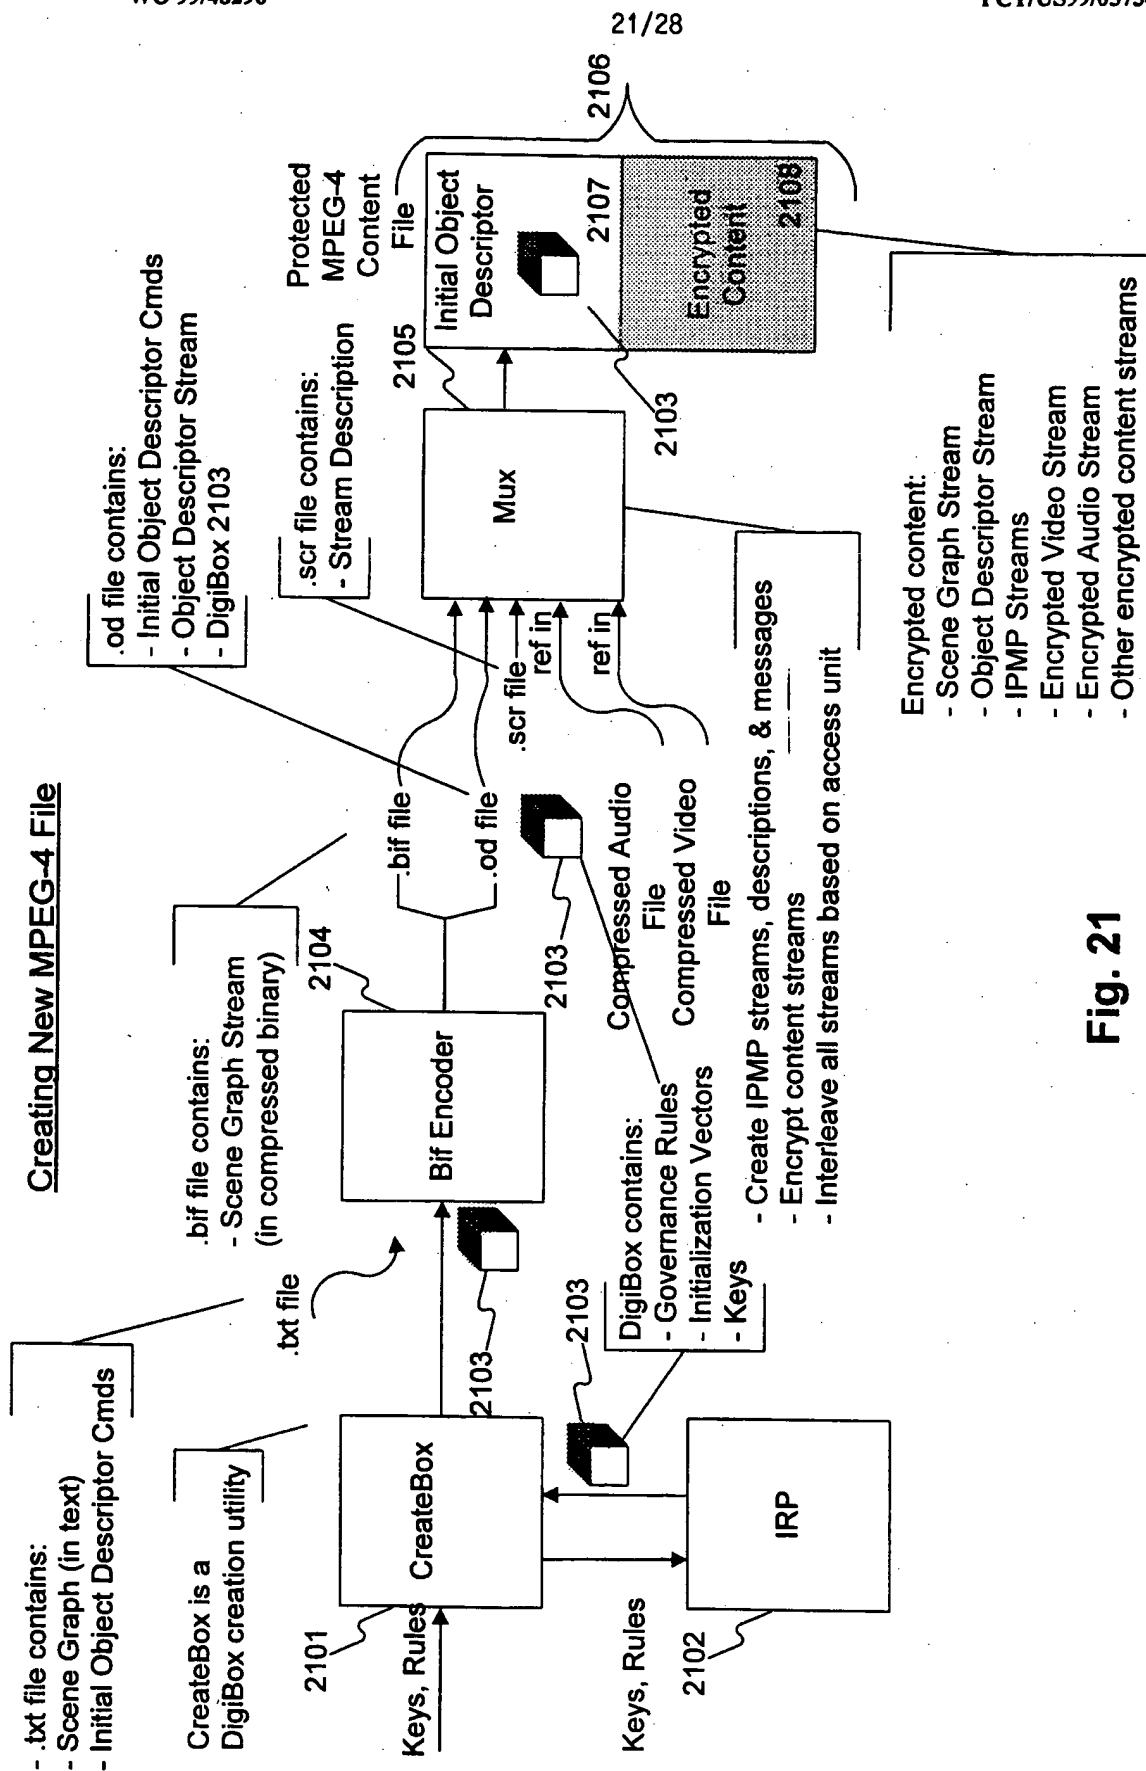 21/28
Creating New MPEG-4 File
- .txt file contains:
- Scene Graph (in text)
- Initial Object Descriptor Cmds
CreateBox is a
DigiBox creation utility
2101
Keys, Rules
CreateBox
Keys, Rules
2102
IRP
2103
.txt file
2103
DigiBox contains:
- Governance Rules
- Initialization Vectors
- Keys
.bif file contains:
- Scene Graph Stream
(in compressed binary)
2104
Bif Encoder
.bif file
.od file
2103
Compressed Audio
File
Compressed Video
File
.od file contains:
- Initial Object Descriptor Cmds
- Object Descriptor Stream
- DigiBox 2103
.scr file contains:
- Stream Description
.scr file
ref in
ref in
2105
Mux
- Create IPMP streams, descriptions, & messages
- Encrypt content streams
- Interleave all streams based on access unit
Protected
MPEG-4
Content
File
2106
Initial Object
Descriptor
2107
2103
Encrypted
Content
2108
Encrypted content:
- Scene Graph Stream
- Object Descriptor Stream
- IPMP Streams
- Encrypted Video Stream
- Encrypted Audio Stream
- Other encrypted content streams
Fig. 21